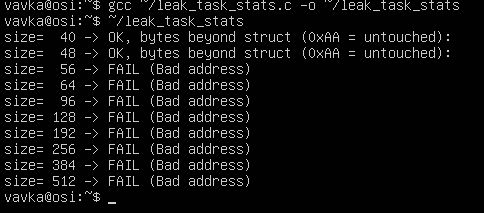 vavka@osi:~$ gcc ~/leak_task_stats.c -o ~/leak_task_stats
vavka@osi:~$ ~/leak_task_stats
size=  40 -> OK, bytes beyond struct (0xAA = untouched):
size=  48 -> OK, bytes beyond struct (0xAA = untouched):
size=  56 -> FAIL (Bad address)
size=  64 -> FAIL (Bad address)
size=  96 -> FAIL (Bad address)
size= 128 -> FAIL (Bad address)
size= 192 -> FAIL (Bad address)
size= 256 -> FAIL (Bad address)
size= 384 -> FAIL (Bad address)
size= 512 -> FAIL (Bad address)
vavka@osi:~$ _